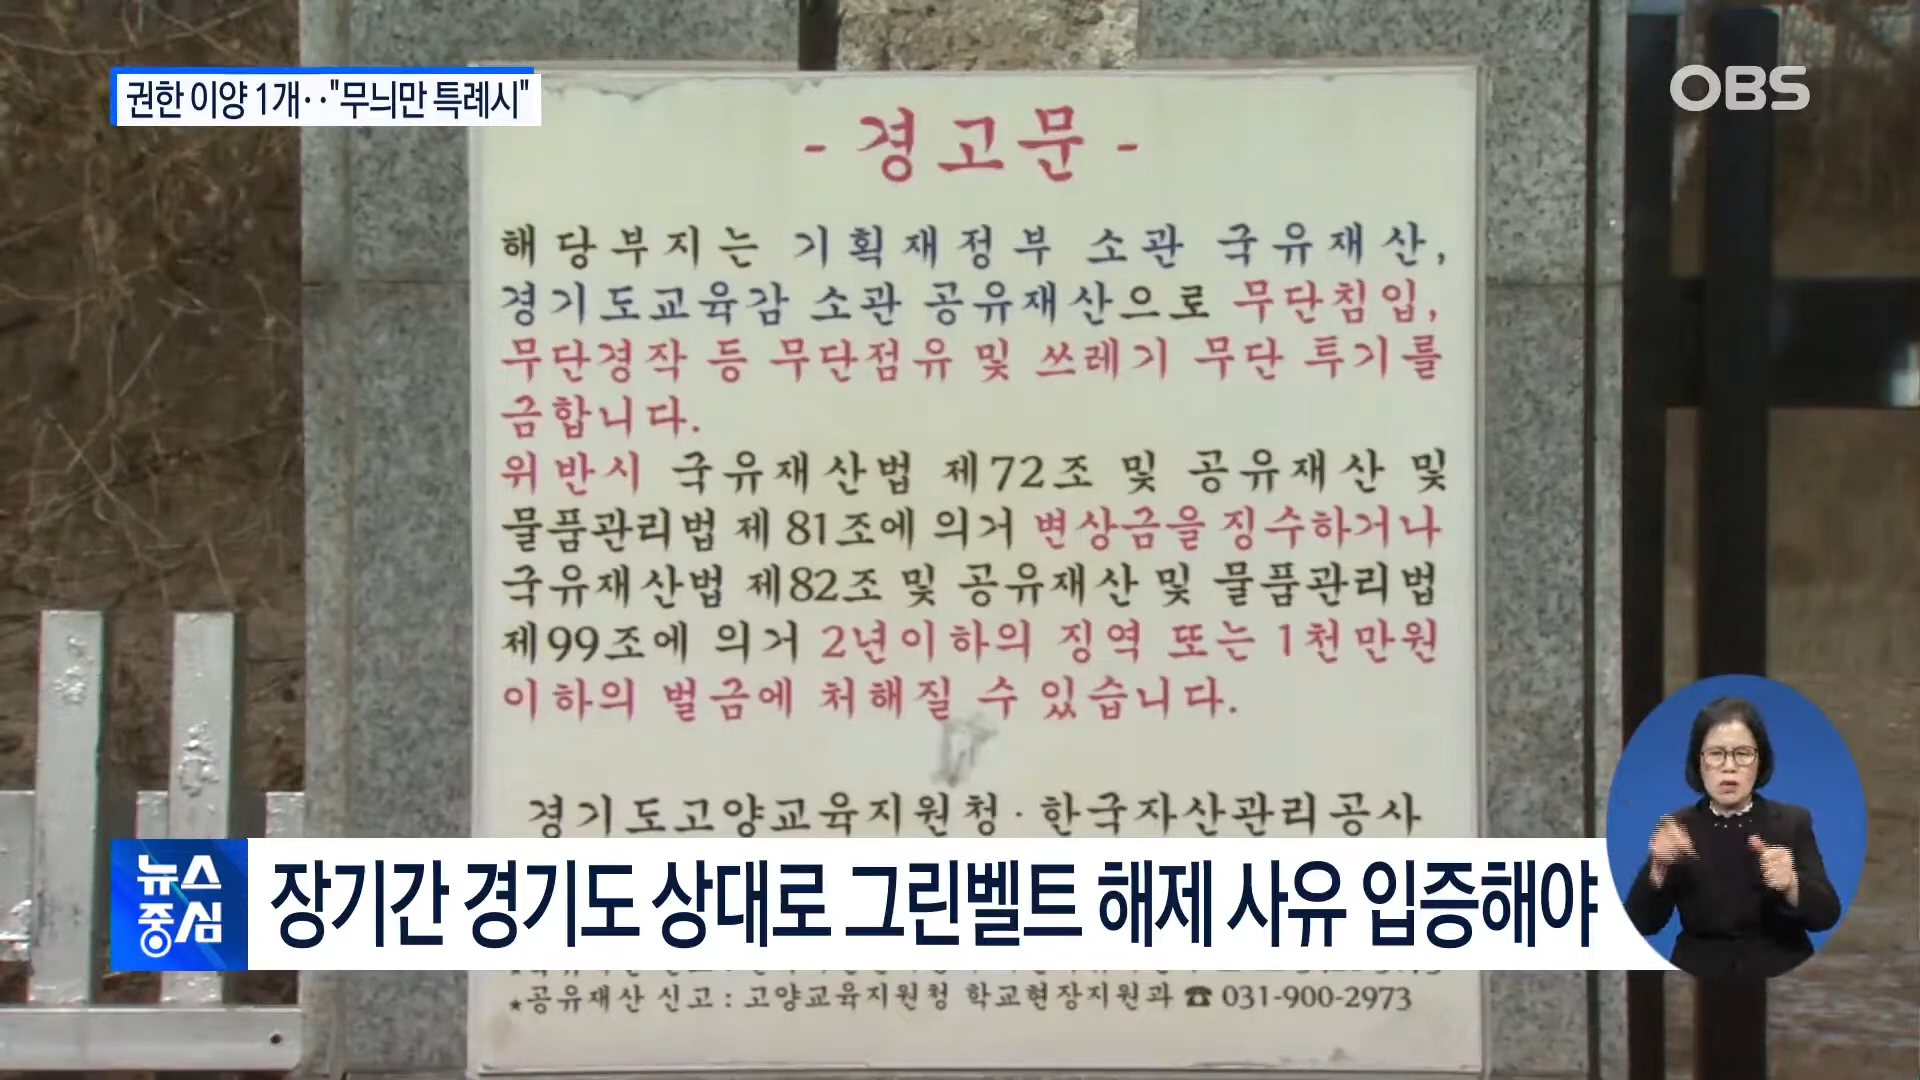 권한 이양 1개‥"무늬만 특례시"
OBS
- 경고문 -
해당부지는 기획재정부 소관 국유재산,
경기도교육감 소관 공유재산으로 무단침입,
무단경작 등 무단점유 및 쓰레기 무단 투기를
금합니다.
위반시 국유재산법 제72조 및 공유재산 및
물품관리법 제81조에 의거 변상금을 징수하거나
국유재산법 제82조 및 공유재산 및 물품관리법
제99조에 의거 2년이하의 징역 또는 1천만원
이하의 벌금에 처해질 수 있습니다.
경기도고양교육지원청·한국자산관리공사
뉴스
중심
장기간 경기도 상대로 그린벨트 해제 사유 입증해야
★공유재산 신고 : 고양교육지원청 학교현장지원과 ☎ 031-900-2973